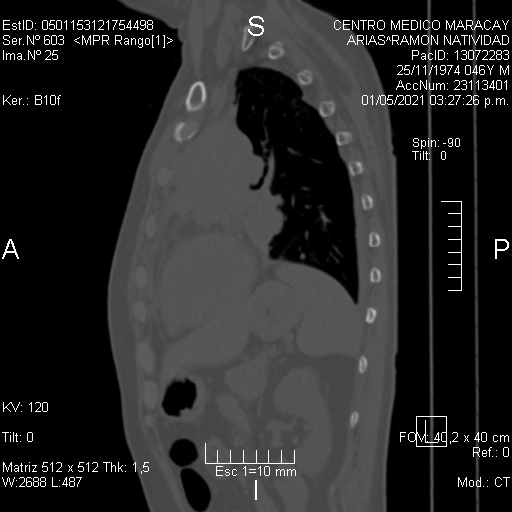 EstID: 0501153121754498
Ser.Nº 603 <MPR Rango[1]>
Ima.Nº 25
Ker.: B10f
S
CENTRO MEDICO MARACAY
ARIAS^RAMON NATIVIDAD
PacID: 13072283
25/11/1974 046Y M
AccNum: 23113401
01/05/2021 03:27:26 p.m.
Spin: -90
Tilt: 0
A
P
KV: 120
Tilt: 0
Matriz 512 x 512 Thk: 1,5
W:2688 L:487
Esc 1=10 mm
I
L
FOV: 40,2 x 40 cm
Ref.: 0
Mod.: CT